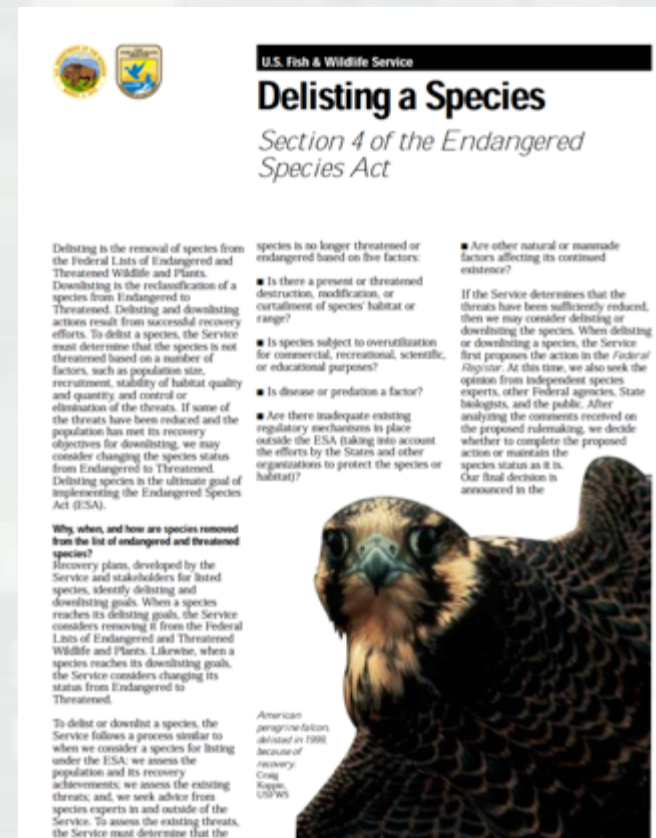 U.S. Fish & Wildlife Service
Delisting a Species
Section 4 of the Endangered
Species Act
Delisting is the removal of species from
the Federal Lists of Endangered and
Threatened Wildlife and Plants.
Downlisting is the reclassification of a
species from Endangered to
Threatened. Delisting and downlisting
actions result from successful recovery
efforts. To delist a species, the Service
must determine that the species is not
threatened based on a number of
factors, such as population size,
recruitment, stability of habitat quality
and quantity, and control or
elimination of the threats. If some of
the threats have been reduced and the
population has met its recovery
objectives for downlisting, we may
consider changing the species status
from Endangered to Threatened.
Delisting species is the ultimate goal of
implementing the Endangered Species
Act (ESA).
Why, when, and how are species removed
from the list of endangered and threatened
species?
Recovery plans, developed by the
Service and stakeholders for listed
species, identify delisting and
downlisting goals. When a species
reaches its delisting goals, the Service
considers removing it from the Federal
Lists of Endangered and Threatened
Wildlife and Plants. Likewise, when a
species reaches its downlisting goals,
the Service considers changing its
status from Endangered to
Threatened.
To delist or downlist a species, the
Service follows a process similar to
when we consider a species for listing
under the ESA: we assess the
population and its recovery
achievements; we assess the existing
threats; and, we seek advice from
species experts in and outside of the
Service. To assess the existing threats,
the Service must determine that the
species is no longer threatened or
endangered based on five factors:
■ Is there a present or threatened
destruction, modification, or
curtailment of species' habitat or
range?
■ Is species subject to overutilization
for commercial, recreational, scientific,
or educational purposes?
■ Is disease or predation a factor?
■ Are there inadequate existing
regulatory mechanisms in place
outside the ESA (taking into account
the efforts by the States and other
organizations to protect the species or
habitat)?
■ Are other natural or manmade
factors affecting its continued
existence?
If the Service determines that the
threats have been sufficiently reduced,
then we may consider delisting or
downlisting the species. When delisting
or downlisting a species, the Service
first proposes the action in the Federal
Register. At this time, we also seek the
opinion from independent species
experts, other Federal agencies, State
biologists, and the public. After
analyzing the comments received on
the proposed rulemaking, we decide
whether to complete the proposed
action or maintain the
species status as it is.
Our final decision is
announced in the
American
peregrine falcon,
delisted in 1999,
because of
recovery.
Craig
Koppie,
USFWS